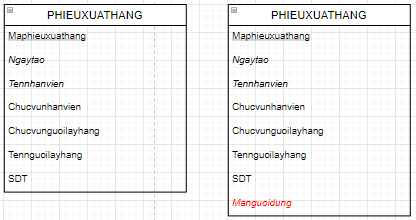 PHIEUXUATHANG
Maphieuxuathang
Ngaytao
Tennhanvien
Chucvunhanvien
Chucvunguoilayhang
Tennguoilayhang
SDT
PHIEUXUATHANG
Maphieuxuathang
Ngaytao
Tennhanvien
Chucvunhanvien
Chucvunguoilayhang
Tennguoilayhang
SDT
Manguoidung